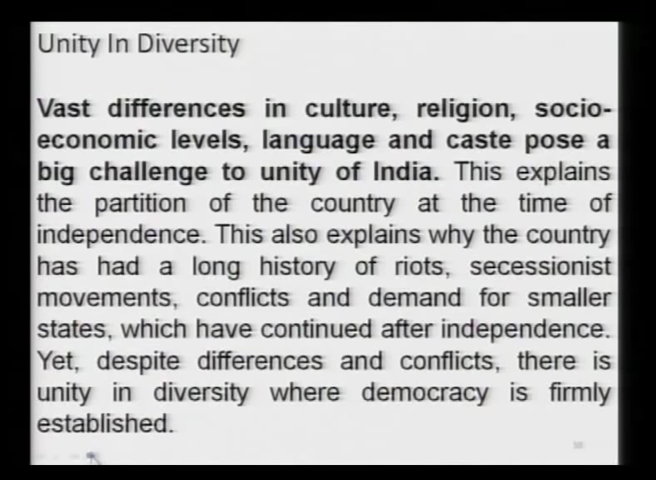 Unity In Diversity
Vast differences in culture, religion, socio-
economic levels, language and caste pose a
big challenge to unity of India. This explains
the partition of the country at the time of
independence. This also explains why the country
has had a long history of riots, secessionist
movements, conflicts and demand for smaller
states, which have continued after independence.
Yet, despite differences and conflicts, there is
unity in diversity where democracy is firmly
established.